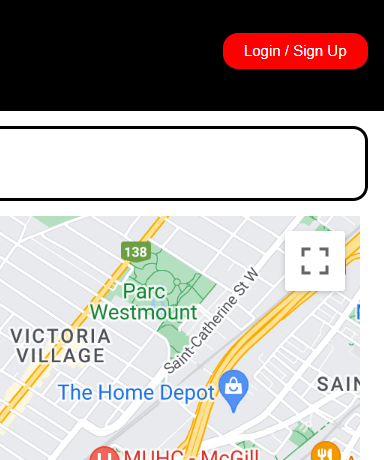 Login / Sign Up
138
Parc
Westmount
Saint-Catherine St W
VICTORIA
VILLAGE
SAIN
The Home Depot
H MUHC - McGill